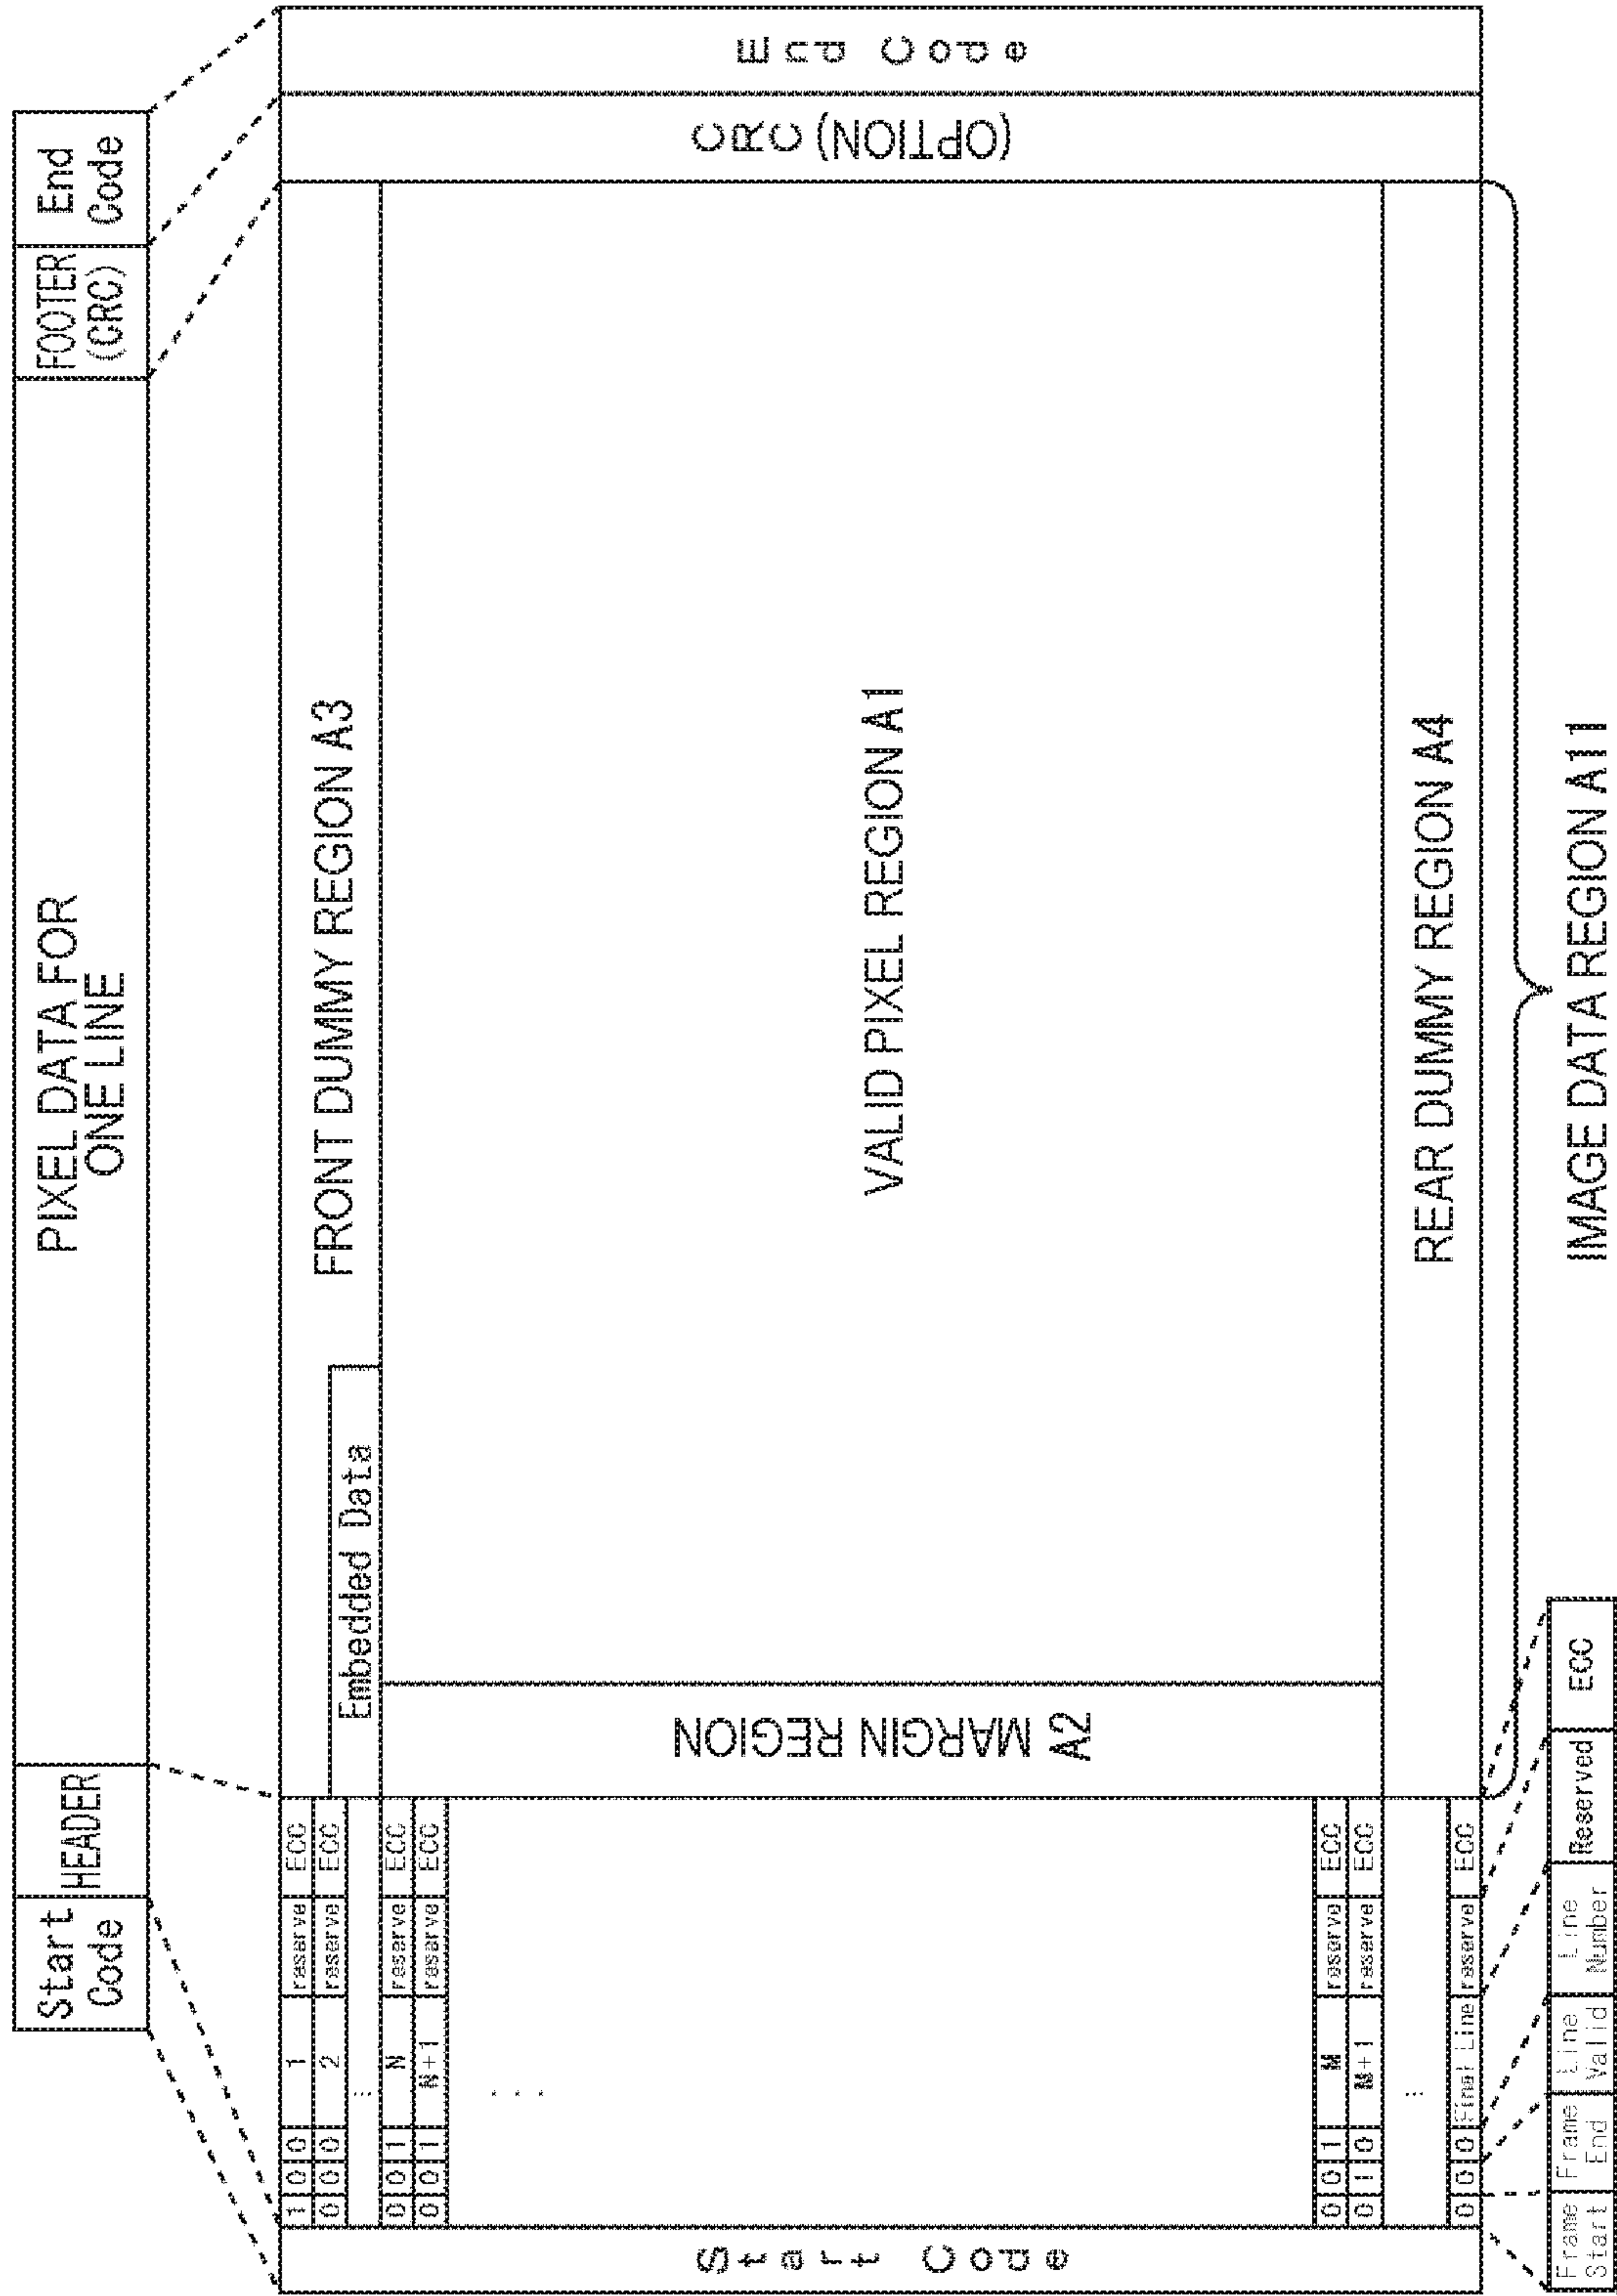 Start
Code
HEADER
PIXEL DATA FOR
ONE LINE
FOOTER
(CRC)
End
Code
1 0 0 1 reserve ECC
0 0 0 2 reserve ECC
...
0 0 1 N reserve ECC
0 0 1 N+1 reserve ECC
...
0 0 1 M reserve ECC
0 1 0 M+1 reserve ECC
...
0 0 0 Final Line reserve ECC
Start Code
FRONT DUMMY REGION A3
Embedded Data
MARGIN REGION
A2
VALID PIXEL REGION A1
REAR DUMMY REGION A4
CRC (OPTION)
End Code
Frame
Start
Frame
End
Line
Valid
Line
Number
Reserved
ECC
IMAGE DATA REGION A11